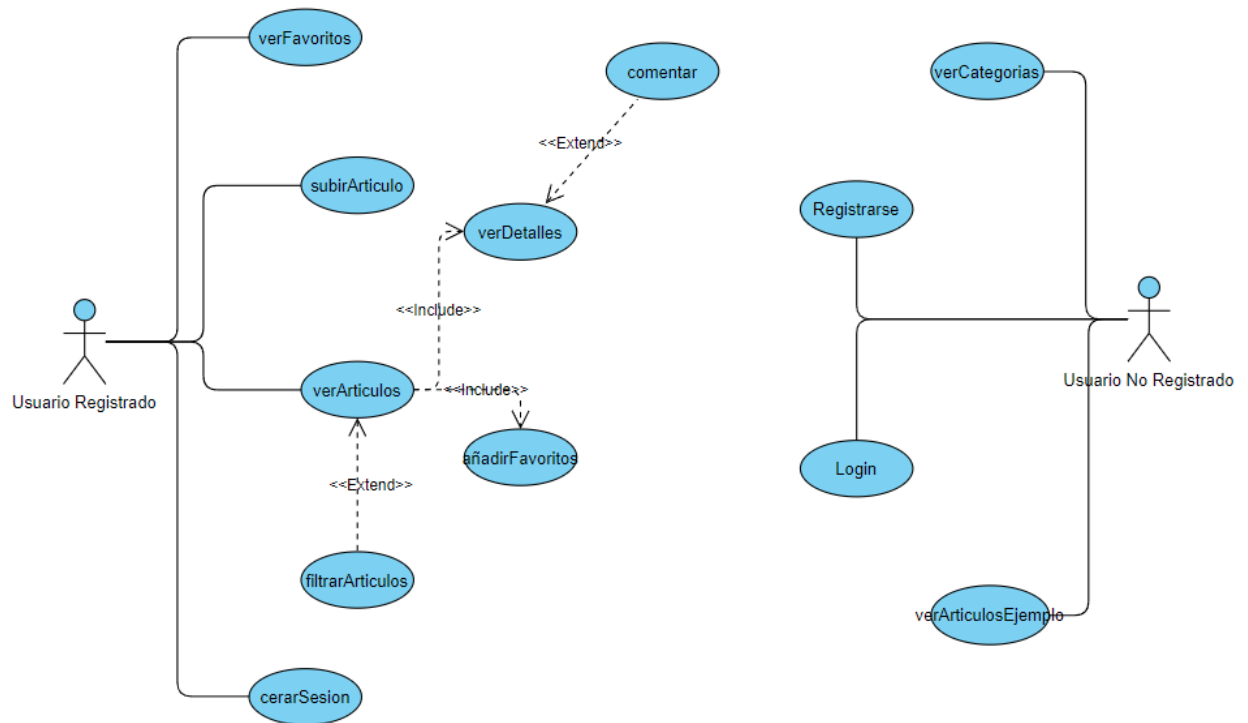 verFavoritos
comentar
verCategorias
<<Extend>>
subirArticulo
Registrarse
verDetalles
<<Include>>
Usuario Registrado
Usuario No Registrado
verArticulos
<<Include>>
añadirFavoritos
Login
<<Extend>>
filtrarArticulos
verArticulosEjemplo
cerarSesion